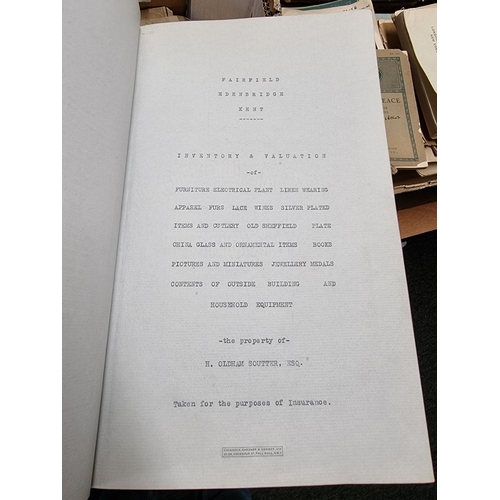 FAIRFIELD
EDENBRIDGE
KENT
-------
INVENTORY & VALUATION
-of-
FURNITURE ELECTRICAL PLANT LINEN WEARING
APPAREL FURS LACE WINES SILVER PLATED
ITEMS AND CUTLERY OLD SHEFFIELD PLATE
CHINA GLASS AND ORNAMENTAL ITEMS BOOKS
PICTURES AND MINIATURES JEWELLERY MEDALS
CONTENTS OF OUTSIDE BUILDING AND
HOUSEHOLD EQUIPMENT
-the property of-
N. OLDHAM SOUTTER, ESQ.
Taken for the purposes of Insurance.